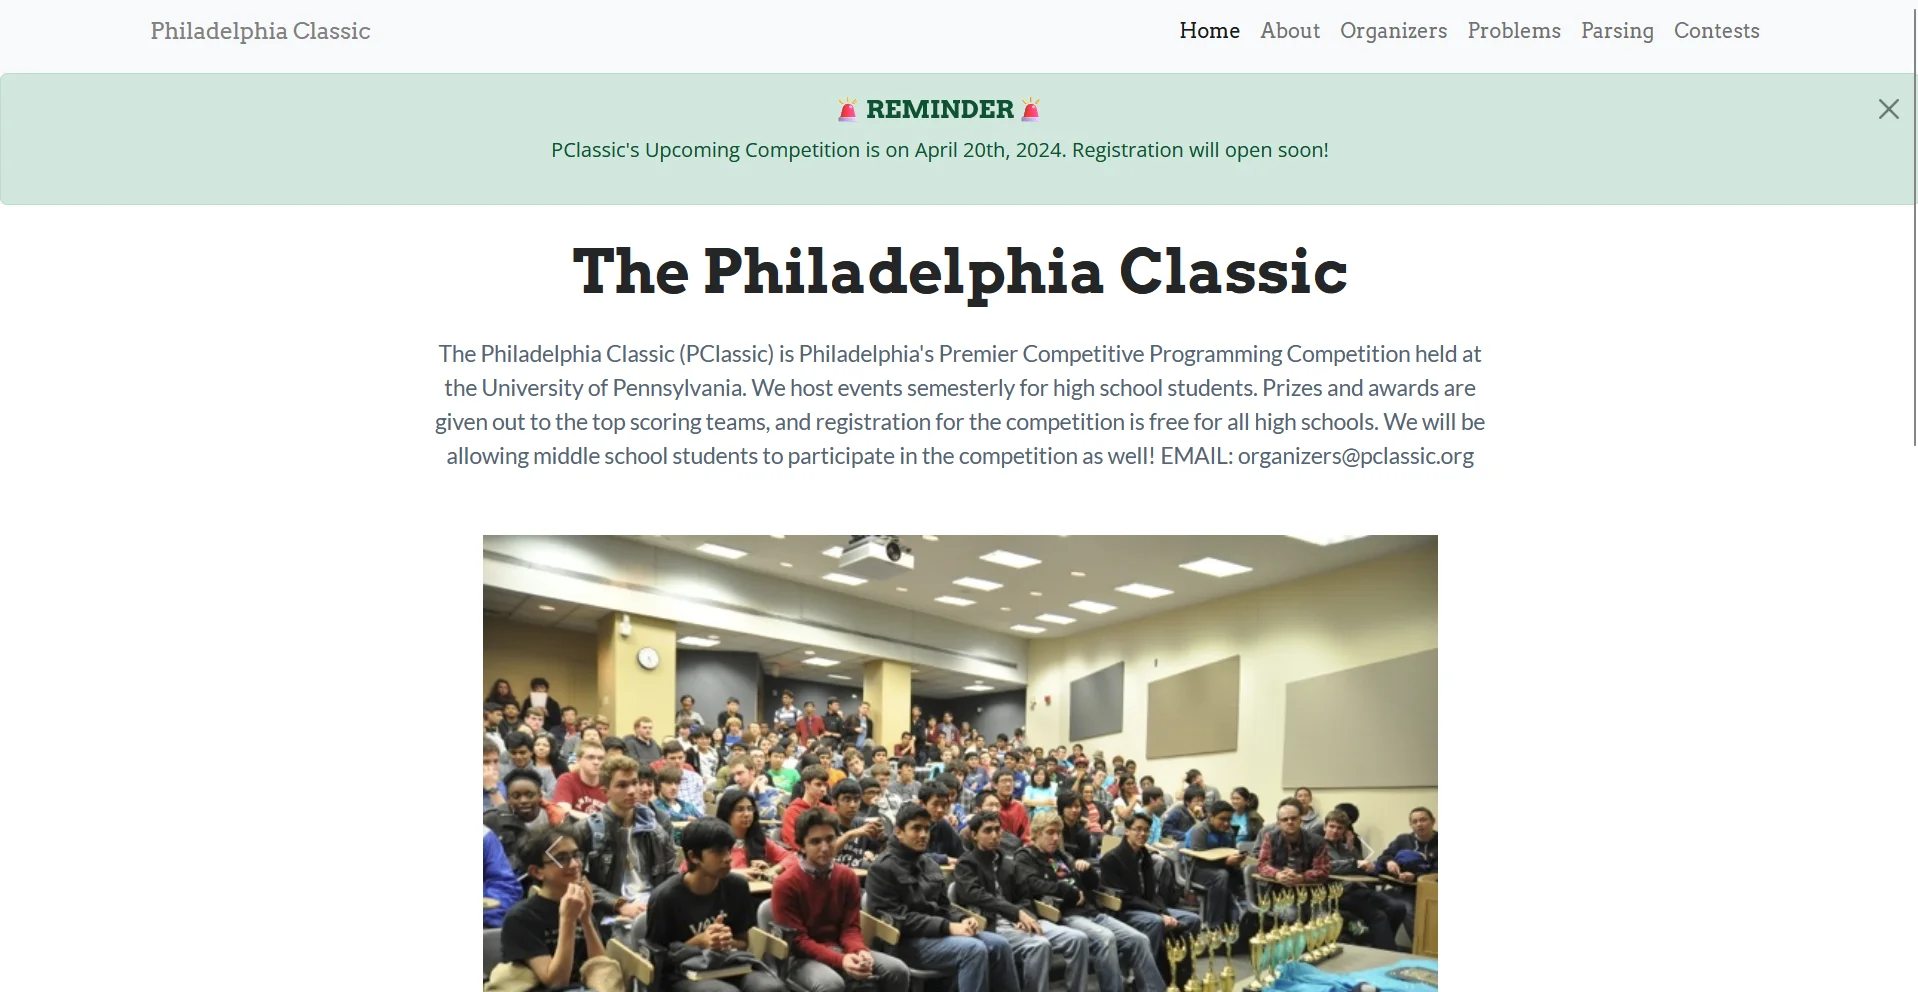 Philadelphia Classic
Home About Organizers Problems Parsing Contests
🚨 REMINDER 🚨
PClassic's Upcoming Competition is on April 20th, 2024. Registration will open soon!
The Philadelphia Classic
The Philadelphia Classic (PClassic) is Philadelphia's Premier Competitive Programming Competition held at
the University of Pennsylvania. We host events semesterly for high school students. Prizes and awards are
given out to the top scoring teams, and registration for the competition is free for all high schools. We will be
allowing middle school students to participate in the competition as well! EMAIL: organizers@pclassic.org